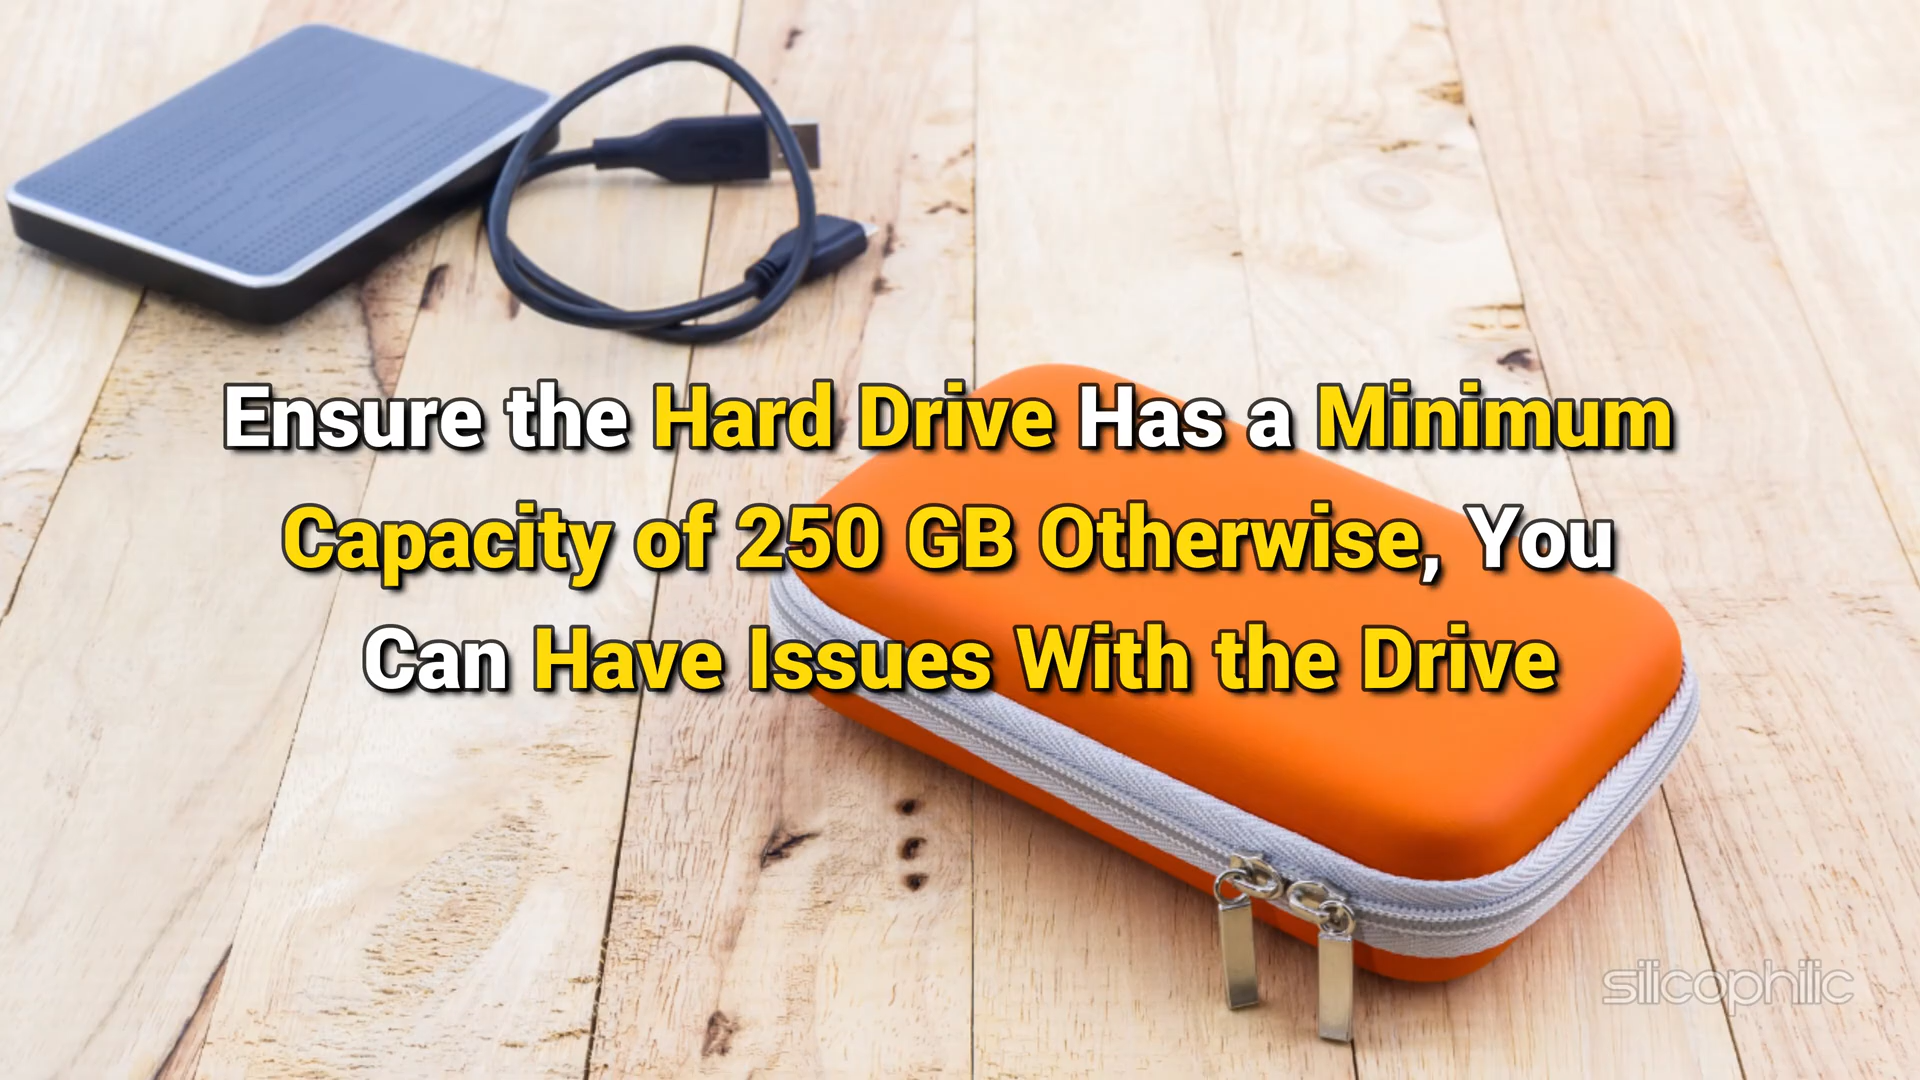 Ensure the Hard Drive Has a Minimum
Capacity of 250 GB Otherwise, You
Can Have Issues With the Drive
silicophilic